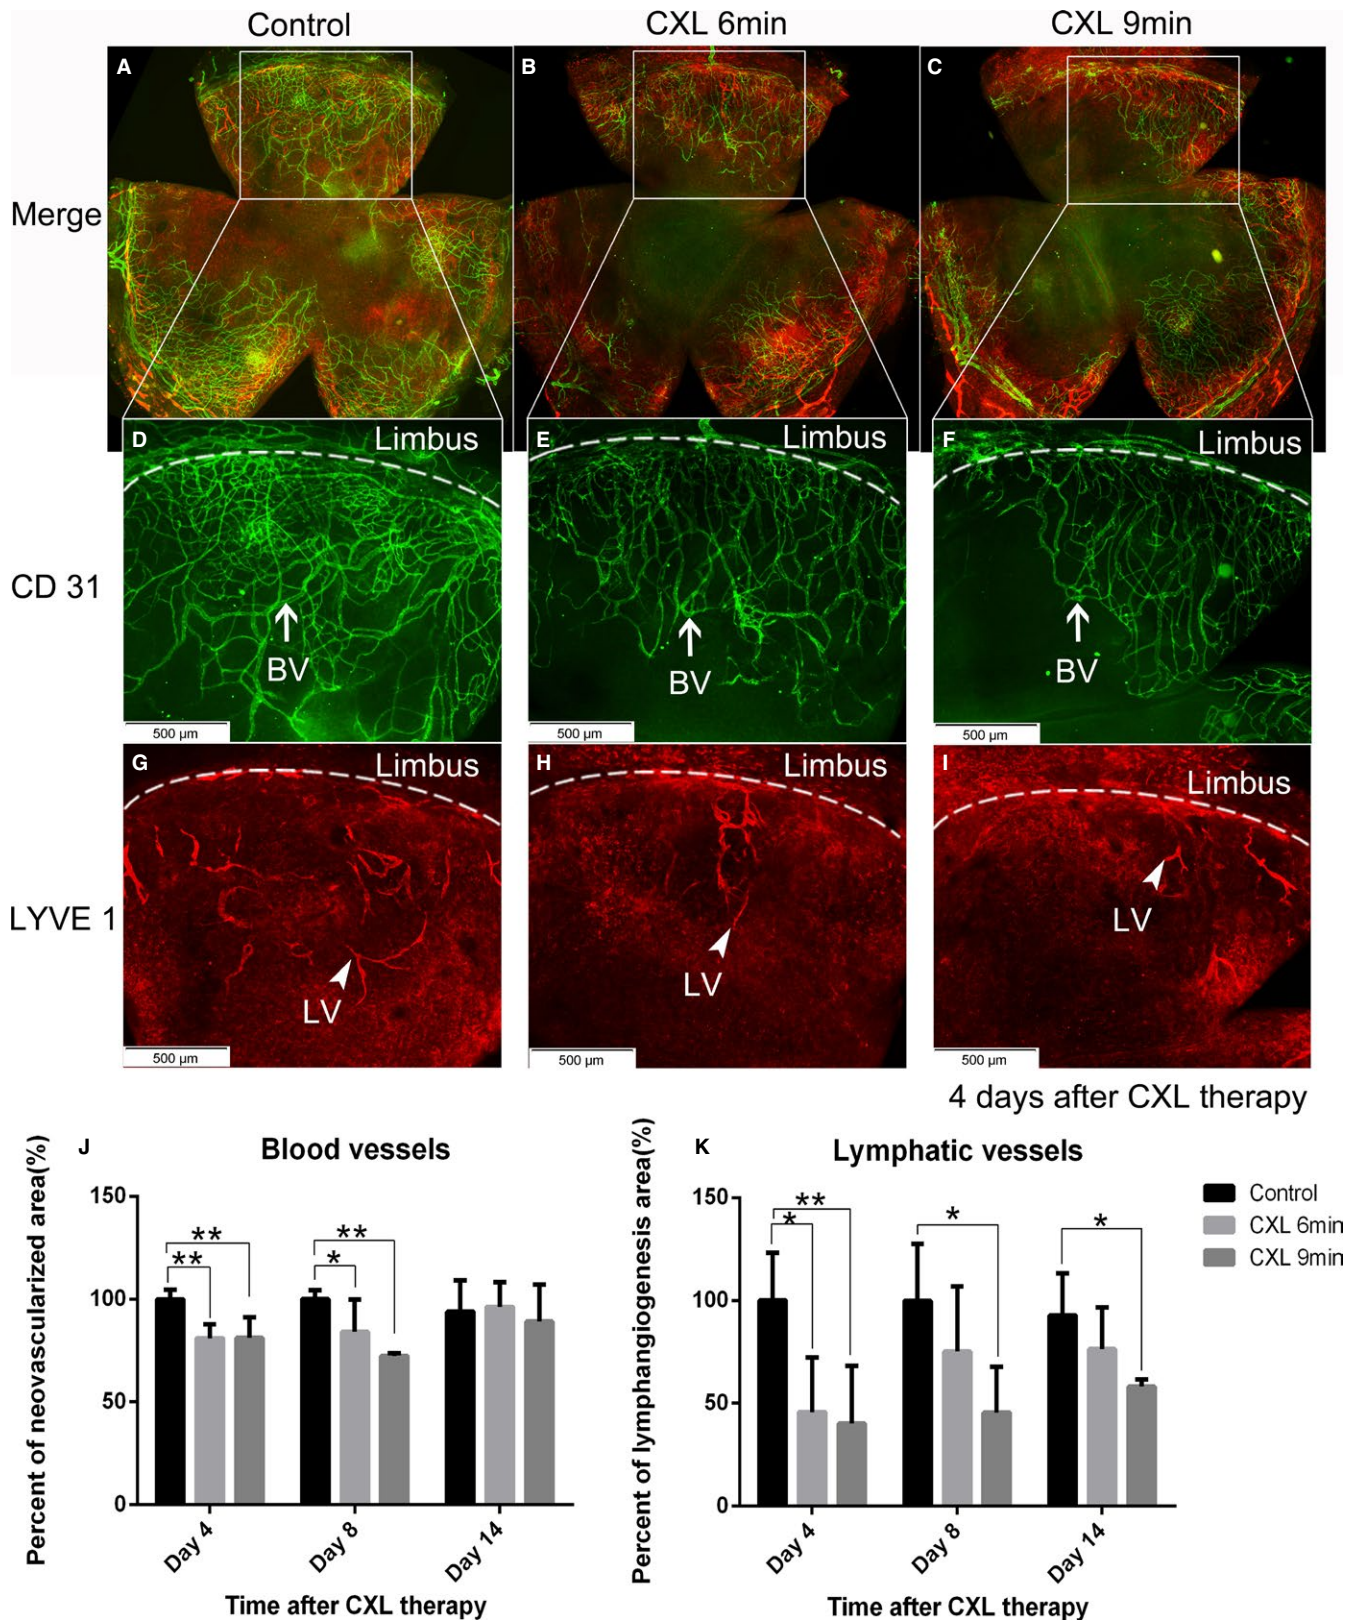 Control CXL 6min CXL 9min
A B C
Merge
D Limbus E Limbus F Limbus
CD 31
BV BV BV
500 µm 500 µm 500 µm
G Limbus H Limbus I Limbus
LYVE 1
LV LV LV
500 µm 500 µm 500 µm
4 days after CXL therapy
J Blood vessels
Percent of neovascularized area(%)
150
100
50
0
** ** ** *
Day 4 Day 8 Day 14
Time after CXL therapy
K Lymphatic vessels
Percent of lymphangiogenesis area(%)
150
100
50
0
** * * *
Day 4 Day 8 Day 14
Time after CXL therapy
Control
CXL 6min
CXL 9min